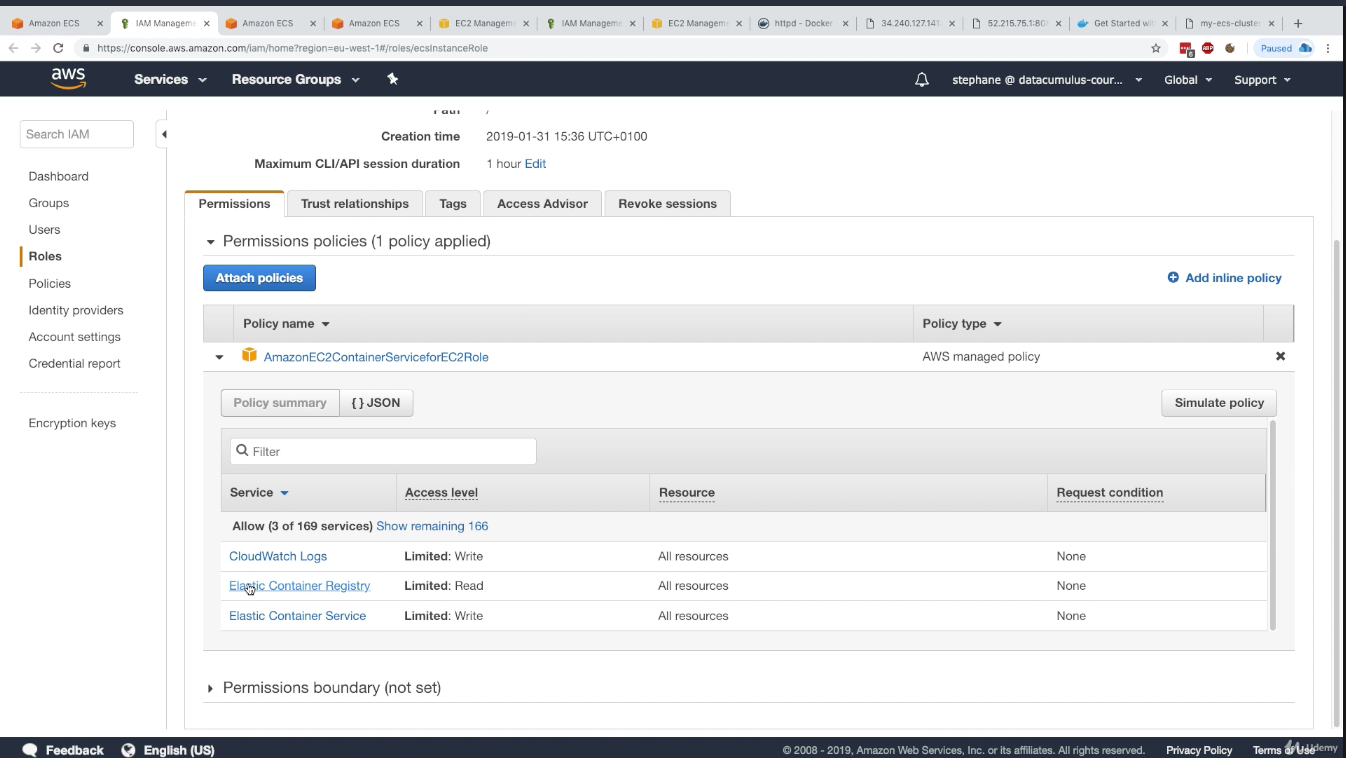 Amazon ECS IAM Manageme Amazon ECS Amazon ECS EC2 Managem IAM Manageme EC2 Managem httpd - Docker 34.240.127.141 52.215.75.1:80 Get Started wit my-ecs-cluste
https://console.aws.amazon.com/iam/home?region=eu-west-1#/roles/ecsInstanceRole Paused
aws Services Resource Groups stephane @ datacumulus-cour... Global Support
Search IAM
Dashboard
Groups
Users
Roles
Policies
Identity providers
Account settings
Credential report
Encryption keys
Path /
Creation time 2019-01-31 15:36 UTC+0100
Maximum CLI/API session duration 1 hour Edit
Permissions Trust relationships Tags Access Advisor Revoke sessions
Permissions policies (1 policy applied)
Attach policies Add inline policy
Policy name Policy type
AmazonEC2ContainerServiceforEC2Role AWS managed policy
Policy summary { } JSON Simulate policy
Filter
Service Access level Resource Request condition
Allow (3 of 169 services) Show remaining 166
CloudWatch Logs Limited: Write All resources None
Elastic Container Registry Limited: Read All resources None
Elastic Container Service Limited: Write All resources None
Permissions boundary (not set)
Feedback English (US) © 2008 - 2019, Amazon Web Services, Inc. or its affiliates. All rights reserved. Privacy Policy Terms of Use
Udemy